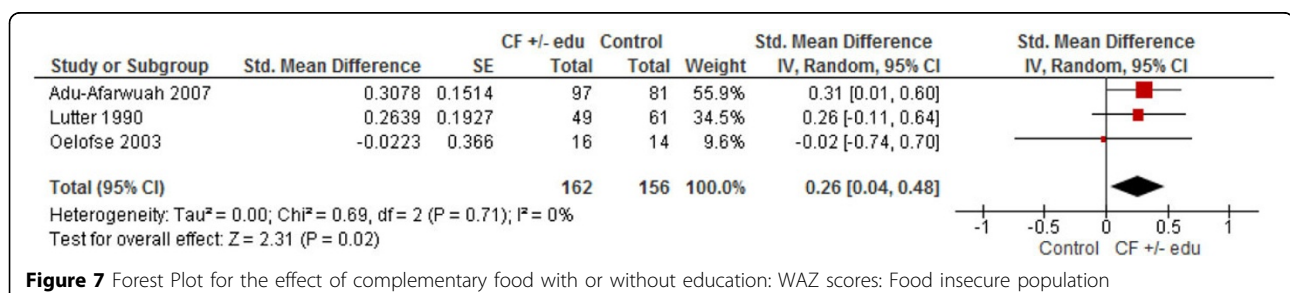 CF +/- edu Control Std. Mean Difference Std. Mean Difference
Study or Subgroup Std. Mean Difference SE Total Total Weight IV, Random, 95% CI IV, Random, 95% CI
Adu-Afarwuah 2007 0.3078 0.1514 97 81 55.9% 0.31 [0.01, 0.60]
Lutter 1990 0.2639 0.1927 49 61 34.5% 0.26 [-0.11, 0.64]
Oelofse 2003 -0.0223 0.366 16 14 9.6% -0.02 [-0.74, 0.70]
Total (95% CI) 162 156 100.0% 0.26 [0.04, 0.48]
Heterogeneity: Tau² = 0.00; Chi² = 0.69, df = 2 (P = 0.71); I² = 0%
Test for overall effect: Z = 2.31 (P = 0.02)
-1 -0.5 0 0.5 1
Control CF +/- edu
Figure 7 Forest Plot for the effect of complementary food with or without education: WAZ scores: Food insecure population